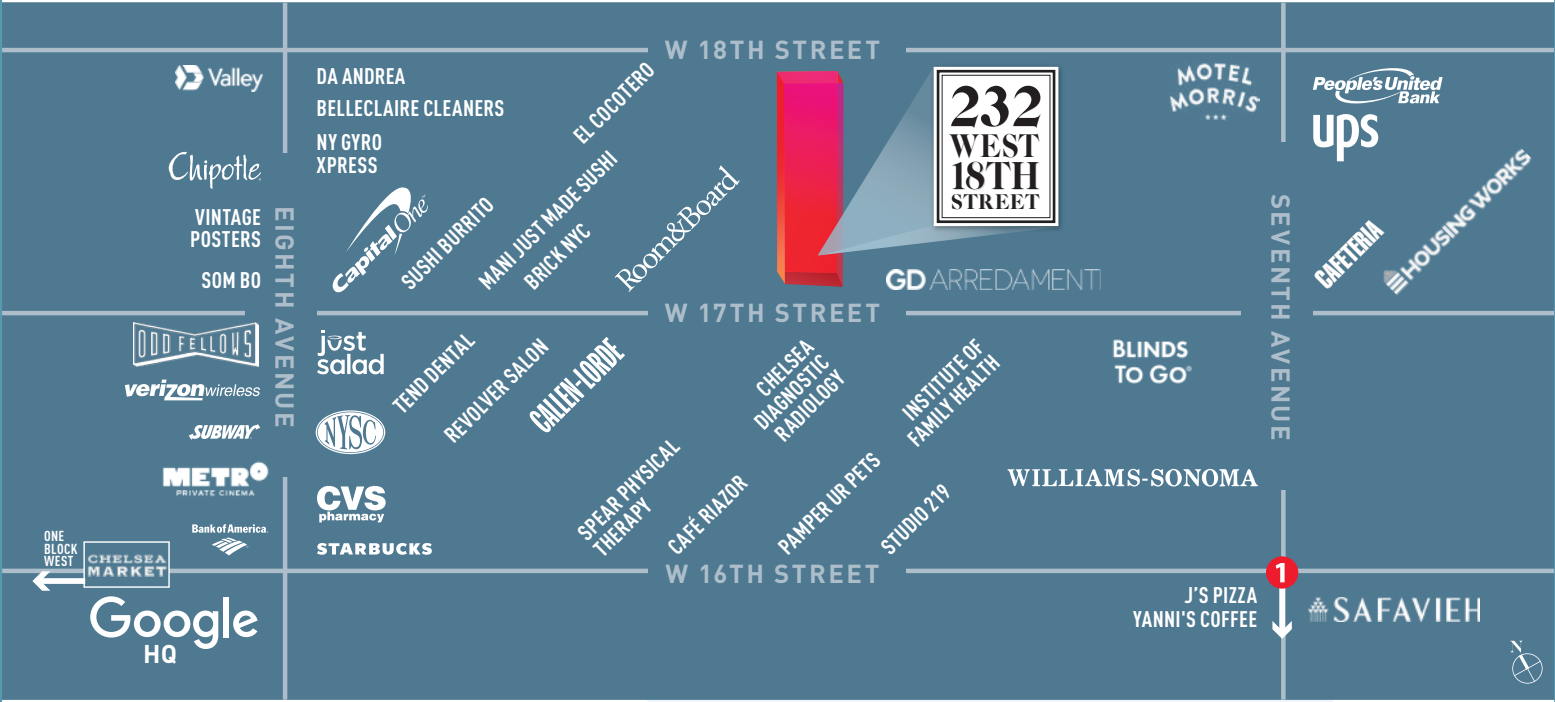 W 18TH STREET
Valley
DA ANDREA
BELLECLAIRE CLEANERS
NY GYRO
XPRESS
EL COCOTERO
232
WEST
18TH
STREET
MOTEL
MORRIS
People's United
Bank
ups
Chipotle
VINTAGE
POSTERS
SOM BO
EIGHTH AVENUE
Capital One
SUSHI BURRITO
MANI JUST MADE SUSHI
BRICK NYC
Room&Board
GD ARREDAMENTI
SEVENTH AVENUE
CAFETERIA
HOUSING WORKS
W 17TH STREET
ODD FELLOWS
verizon wireless
SUBWAY
METRO
PRIVATE CINEMA
Bank of America
just
salad
TEND DENTAL
REVOLVER SALON
CALLEN-LORDE
CHELSEA
DIAGNOSTIC
RADIOLOGY
INSTITUTE OF
FAMILY HEALTH
BLINDS
TO GO
NYSC
CVS
pharmacy
STARBUCKS
SPEAR PHYSICAL
THERAPY
CAFÉ RIAZOR
PAMPER UR PETS
STUDIO 219
WILLIAMS-SONOMA
ONE
BLOCK
WEST
CHELSEA
MARKET
W 16TH STREET
1
Google
HQ
J'S PIZZA
YANNI'S COFFEE
SAFAVIEH
N